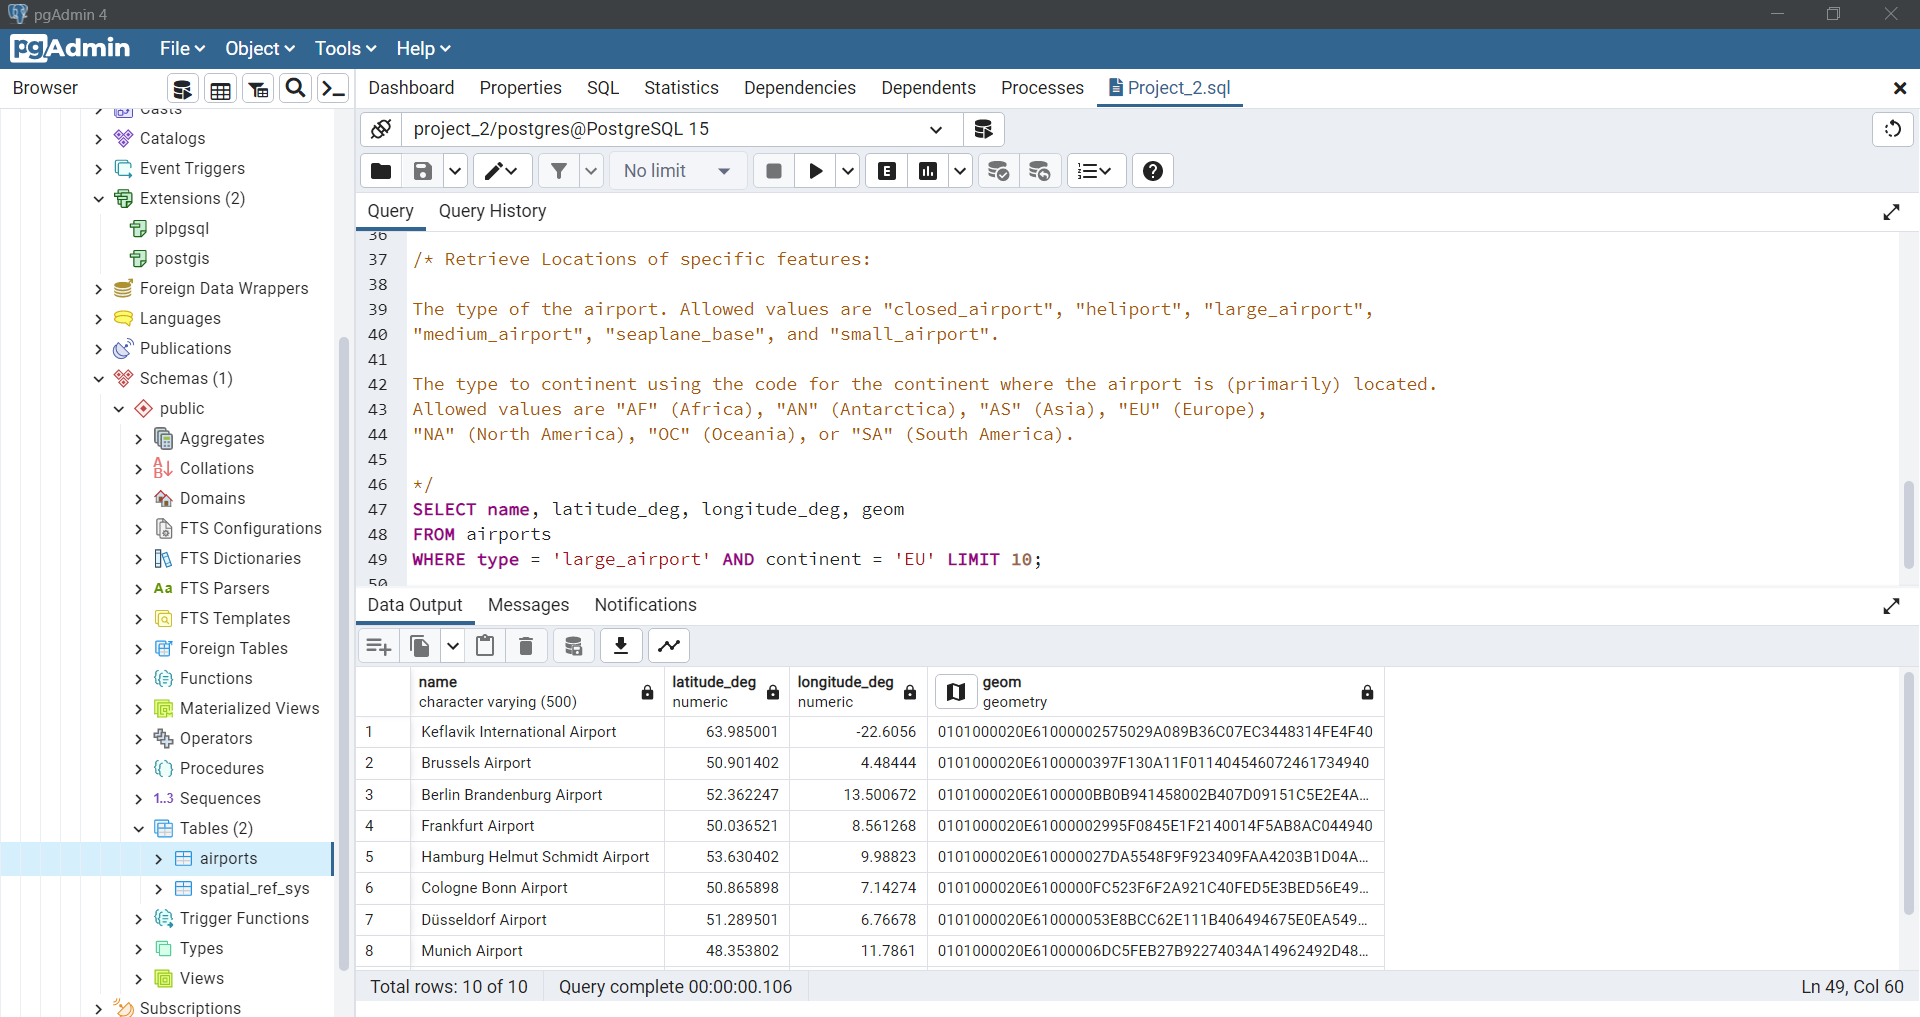 pgAdmin 4
pgAdmin File Object Tools Help
Browser
Dashboard Properties SQL Statistics Dependencies Dependents Processes Project_2.sql
Casts
Catalogs
Event Triggers
Extensions (2)
plpgsql
postgis
Foreign Data Wrappers
Languages
Publications
Schemas (1)
public
Aggregates
Collations
Domains
FTS Configurations
FTS Dictionaries
Aa FTS Parsers
FTS Templates
Foreign Tables
Functions
Materialized Views
Operators
Procedures
1..3 Sequences
Tables (2)
airports
spatial_ref_sys
Trigger Functions
Types
Views
Subscriptions
project_2/postgres@PostgreSQL 15
No limit E
Query Query History
36
37 /* Retrieve Locations of specific features:
38
39 The type of the airport. Allowed values are "closed_airport", "heliport", "large_airport",
40 "medium_airport", "seaplane_base", and "small_airport".
41
42 The type to continent using the code for the continent where the airport is (primarily) located.
43 Allowed values are "AF" (Africa), "AN" (Antarctica), "AS" (Asia), "EU" (Europe),
44 "NA" (North America), "OC" (Oceania), or "SA" (South America).
45
46 */
47 SELECT name, latitude_deg, longitude_deg, geom
48 FROM airports
49 WHERE type = 'large_airport' AND continent = 'EU' LIMIT 10;
50
Data Output Messages Notifications
name latitude_deg longitude_deg geom
character varying (500) numeric numeric geometry
1 Keflavik International Airport 63.985001 -22.6056 0101000020E61000002575029A089B36C07EC3448314FE4F40
2 Brussels Airport 50.901402 4.48444 0101000020E6100000397F130A11F011404546072461734940
3 Berlin Brandenburg Airport 52.362247 13.500672 0101000020E6100000BB0B941458002B407D09151C5E2E4A...
4 Frankfurt Airport 50.036521 8.561268 0101000020E61000002995F0845E1F2140014F5AB8AC044940
5 Hamburg Helmut Schmidt Airport 53.630402 9.98823 0101000020E610000027DA5548F9F923409FAA4203B1D04A...
6 Cologne Bonn Airport 50.865898 7.14274 0101000020E6100000FC523F6F2A921C40FED5E3BED56E49...
7 Düsseldorf Airport 51.289501 6.76678 0101000020E610000053E8BCC62E111B406494675E0EA549...
8 Munich Airport 48.353802 11.7861 0101000020E61000006DC5FEB27B92274034A14962492D48...
Total rows: 10 of 10 Query complete 00:00:00.106 Ln 49, Col 60